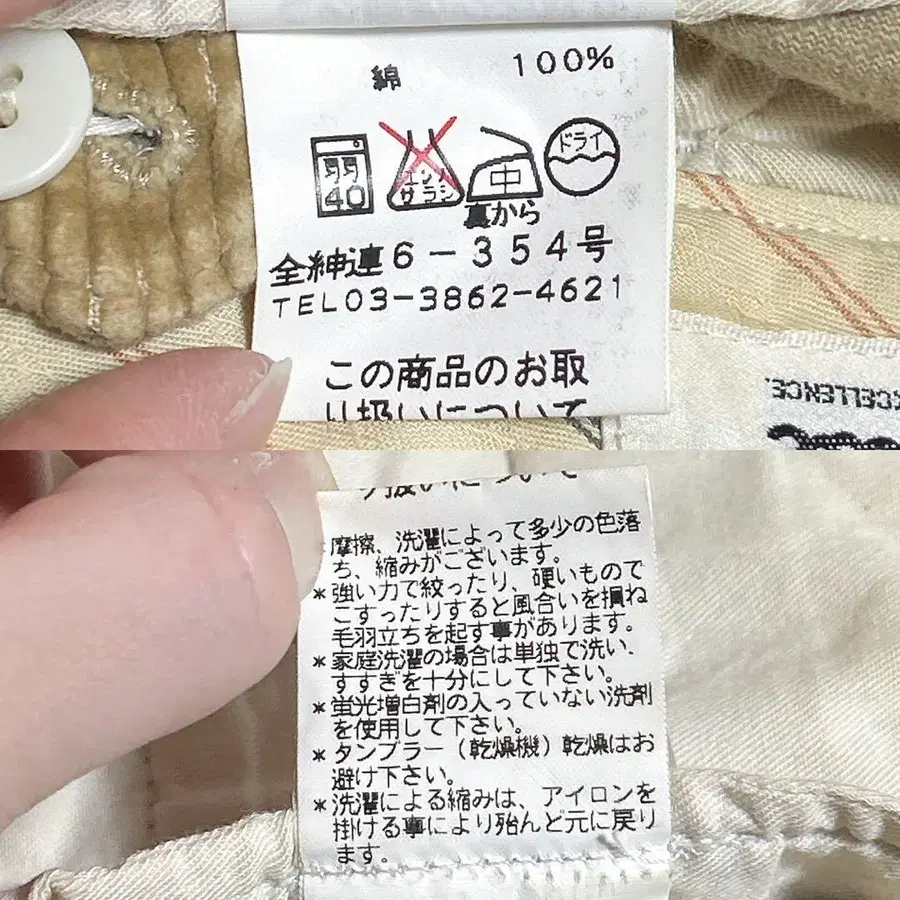 綿 100%
弱 40
エンソ サラシ
中
ドライ
裏から
全紳連6-354号
TEL03-3862-4621
この商品のお取
り扱いについて
り扱いについて
摩擦、洗濯によって多少の色落
ち、縮みがございます。
*強い力で絞ったり、硬いもので
こすったりすると風合いを損ね
毛羽立ちを起す事があります。
*家庭洗濯の場合は単独で洗い、
すすぎを十分にして下さい。
*蛍光増白剤の入っていない洗剤
を使用して下さい。
*タンブラー(乾燥機)乾燥はお
避け下さい。
*洗濯による縮みは、アイロンを
掛ける事により殆んど元に戻り
ます。